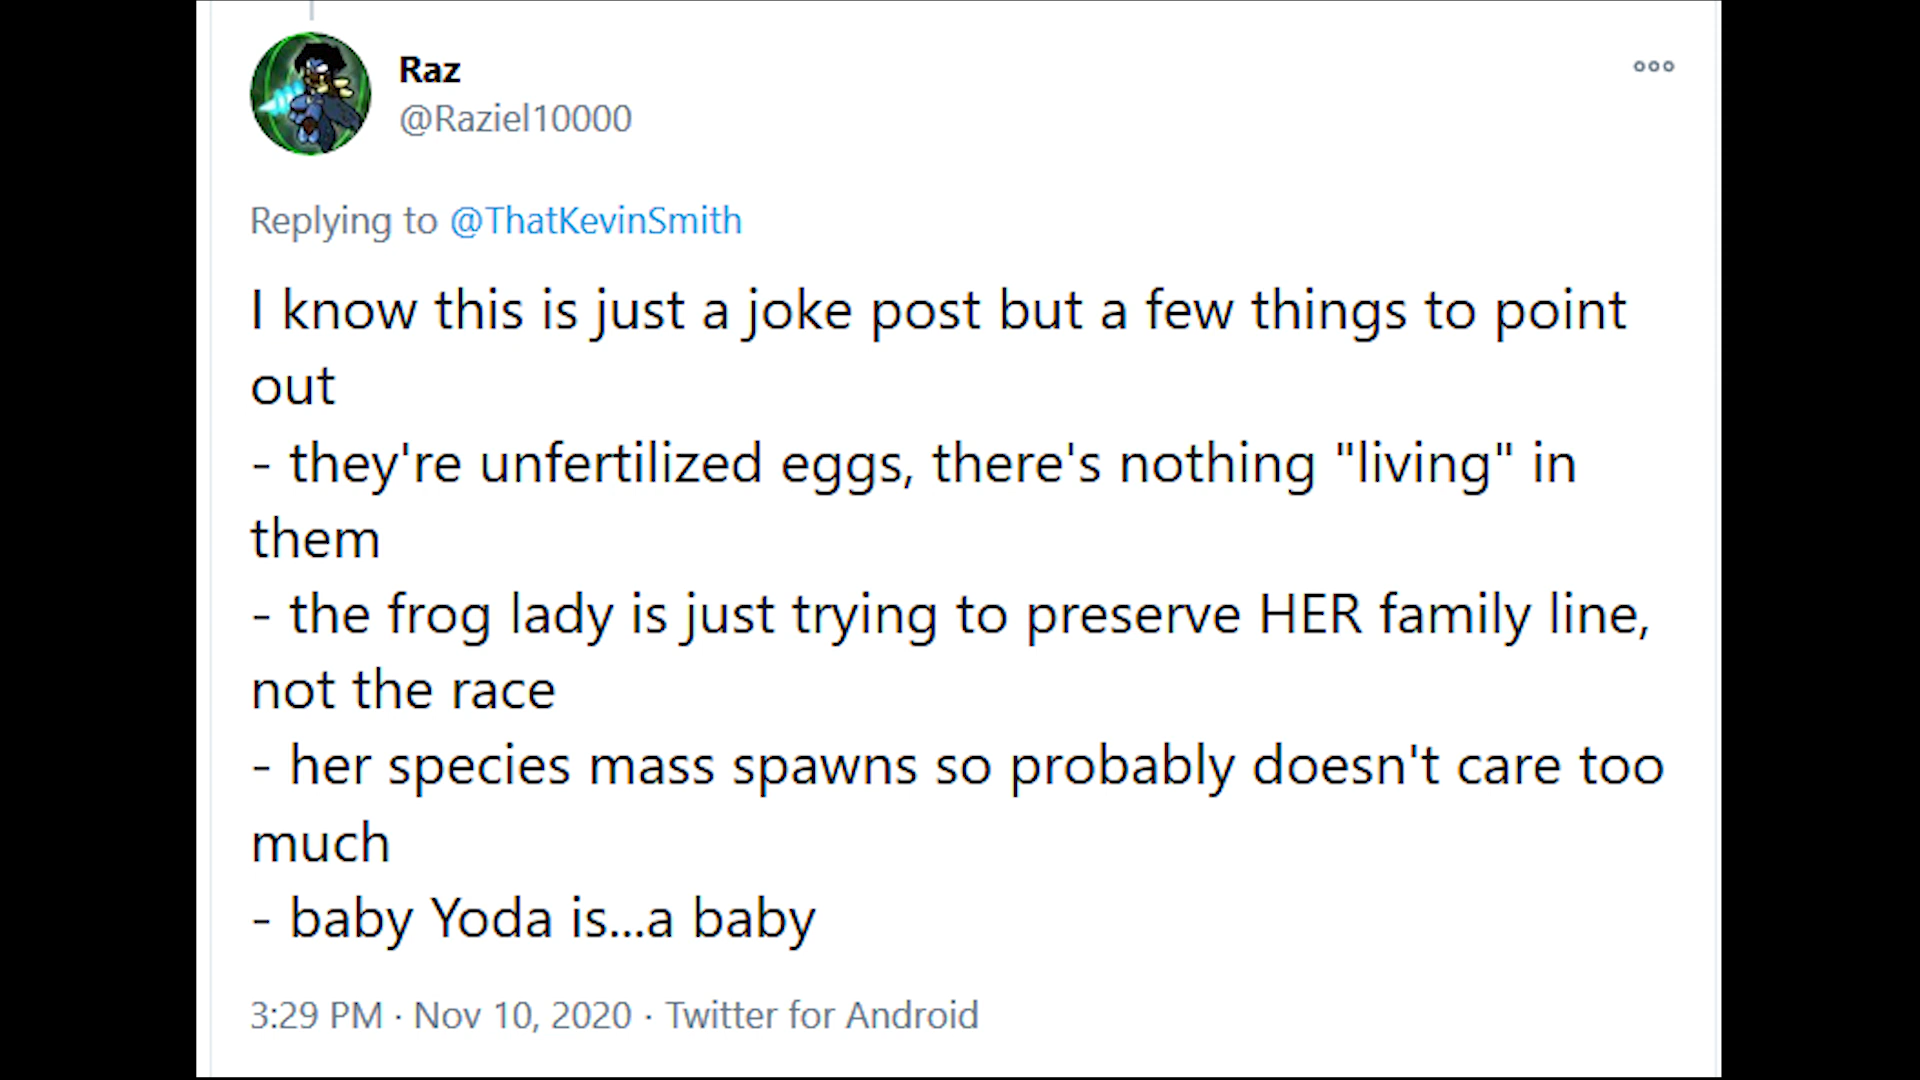 Raz
@Raziel10000
Replying to @ThatKevinSmith
I know this is just a joke post but a few things to point
out
- they're unfertilized eggs, there's nothing "living" in
them
- the frog lady is just trying to preserve HER family line,
not the race
- her species mass spawns so probably doesn't care too
much
- baby Yoda is...a baby
3:29 PM · Nov 10, 2020 · Twitter for Android